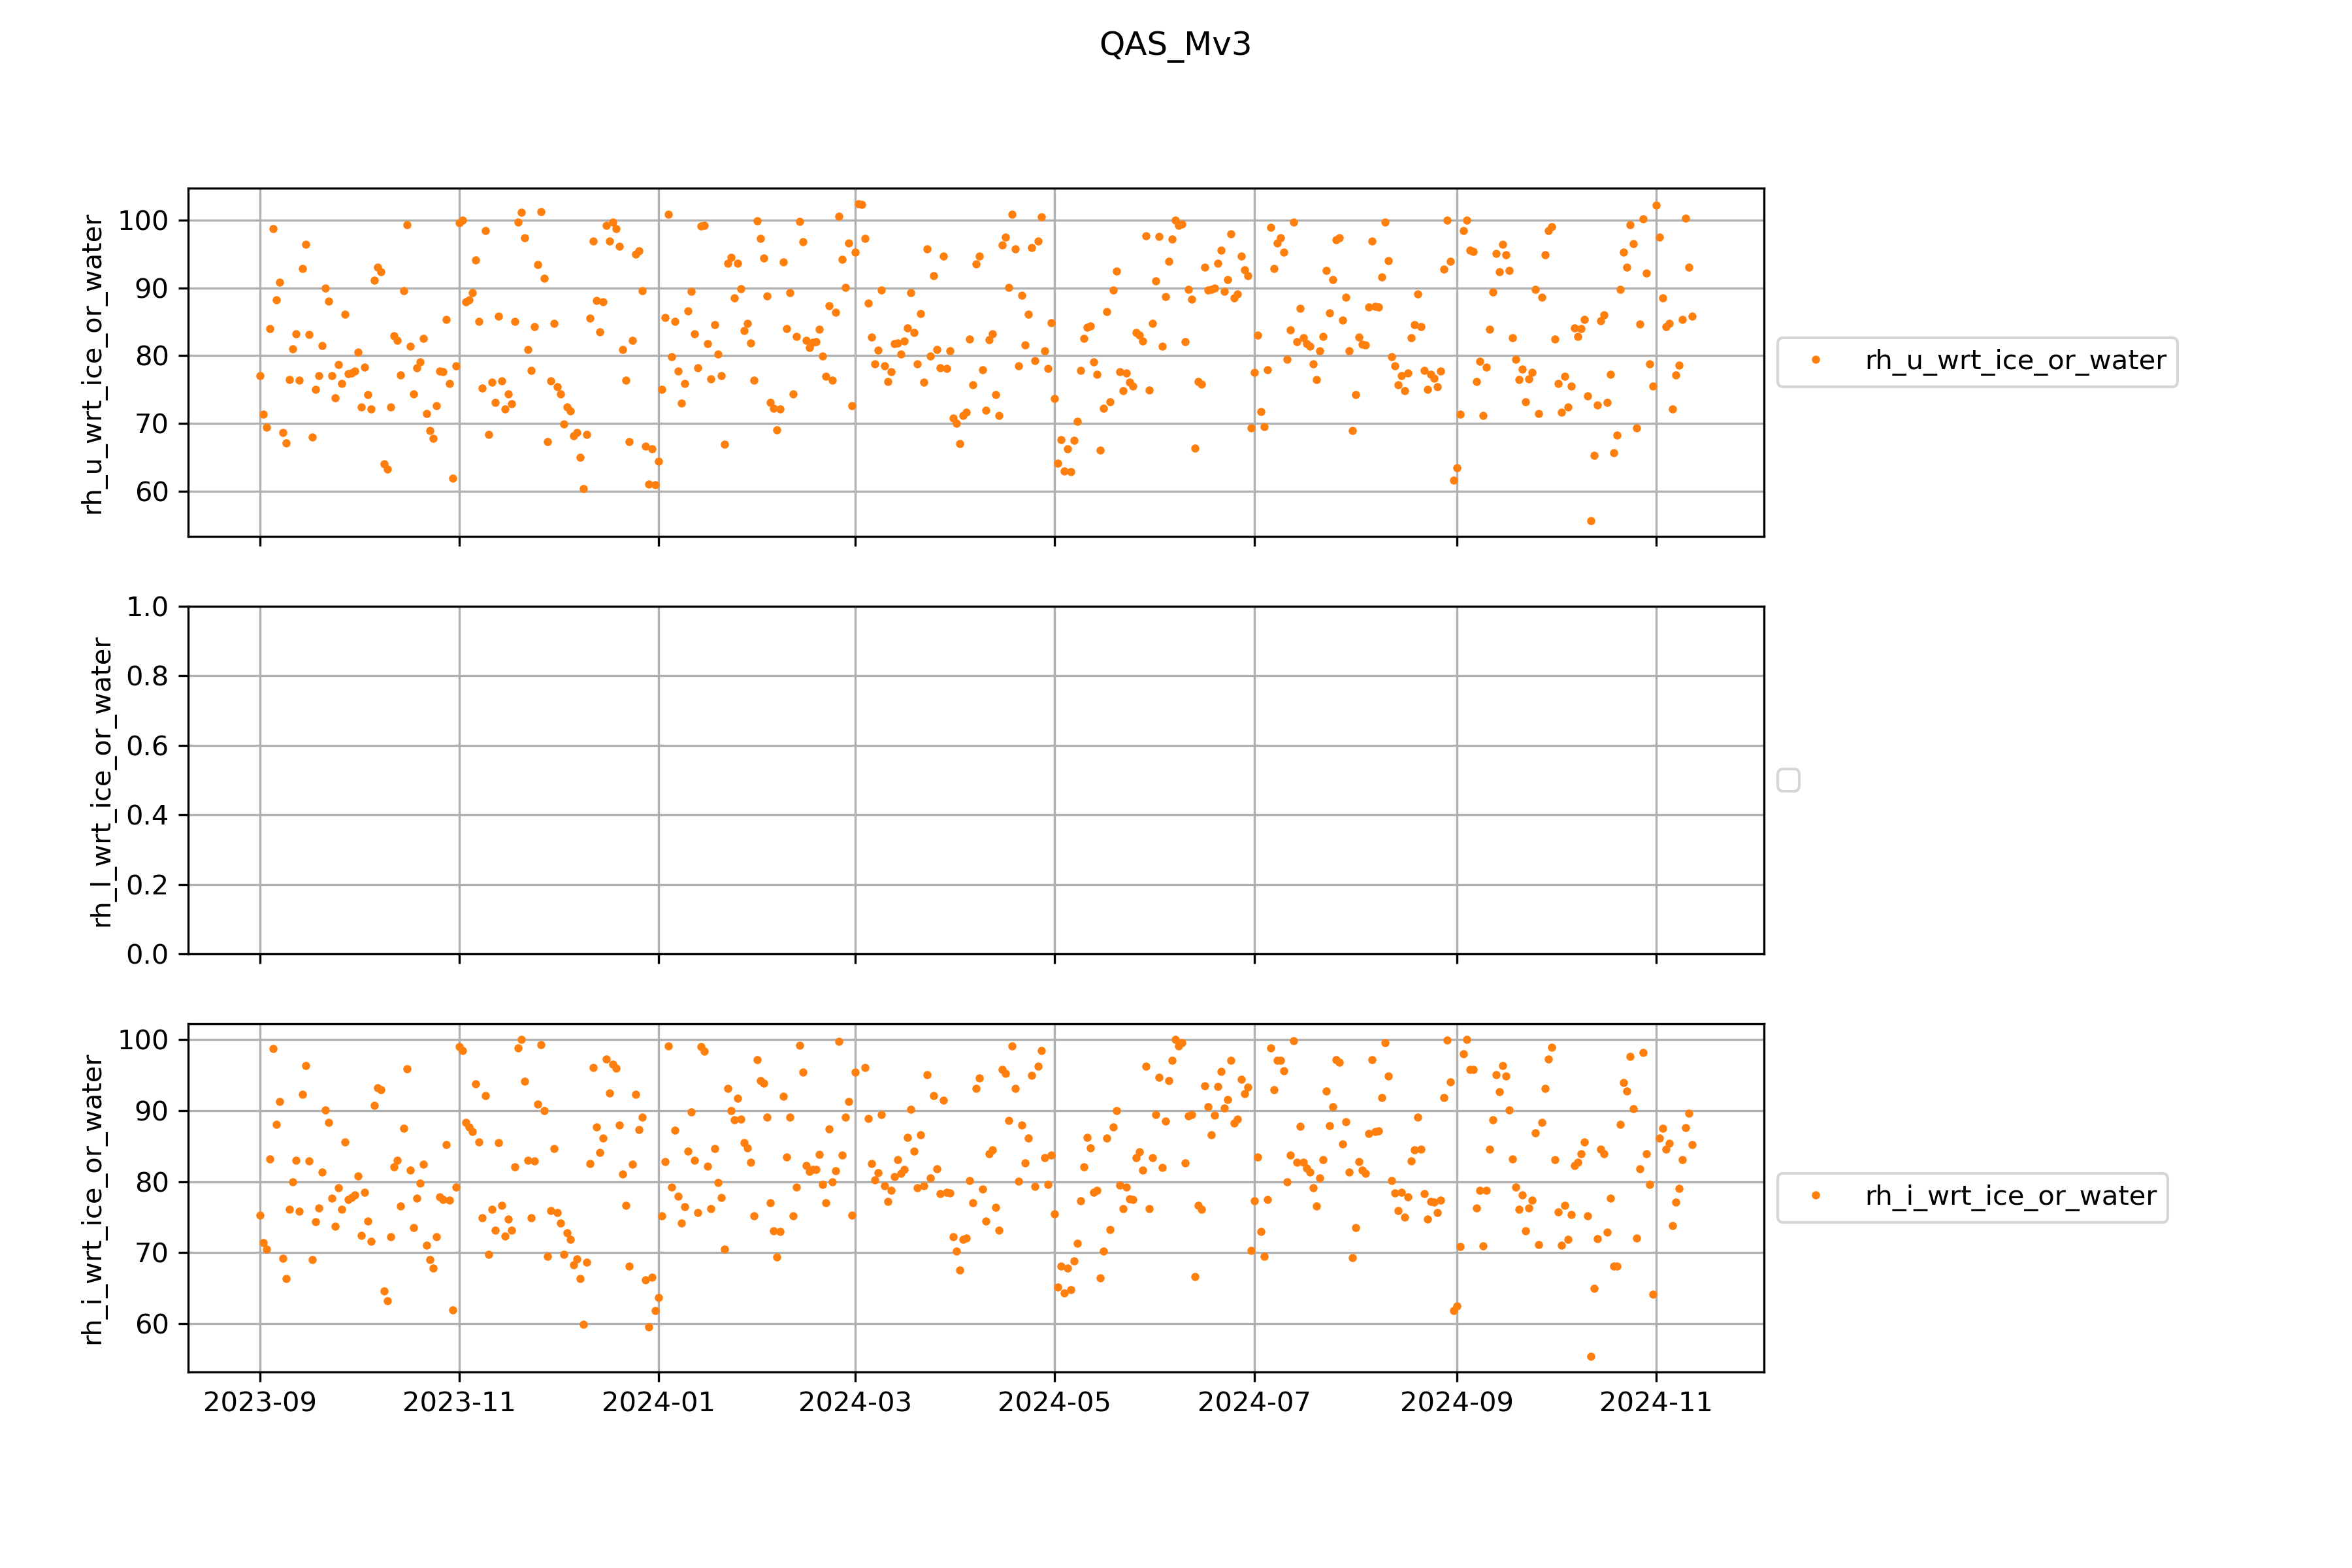 QAS_Mv3
rh_u_wrt_ice_or_water
100
90
80
70
60
rh_u_wrt_ice_or_water
rh_l_wrt_ice_or_water
1.0
0.8
0.6
0.4
0.2
0.0
rh_i_wrt_ice_or_water
100
90
80
70
60
rh_i_wrt_ice_or_water
2023-09 2023-11 2024-01 2024-03 2024-05 2024-07 2024-09 2024-11